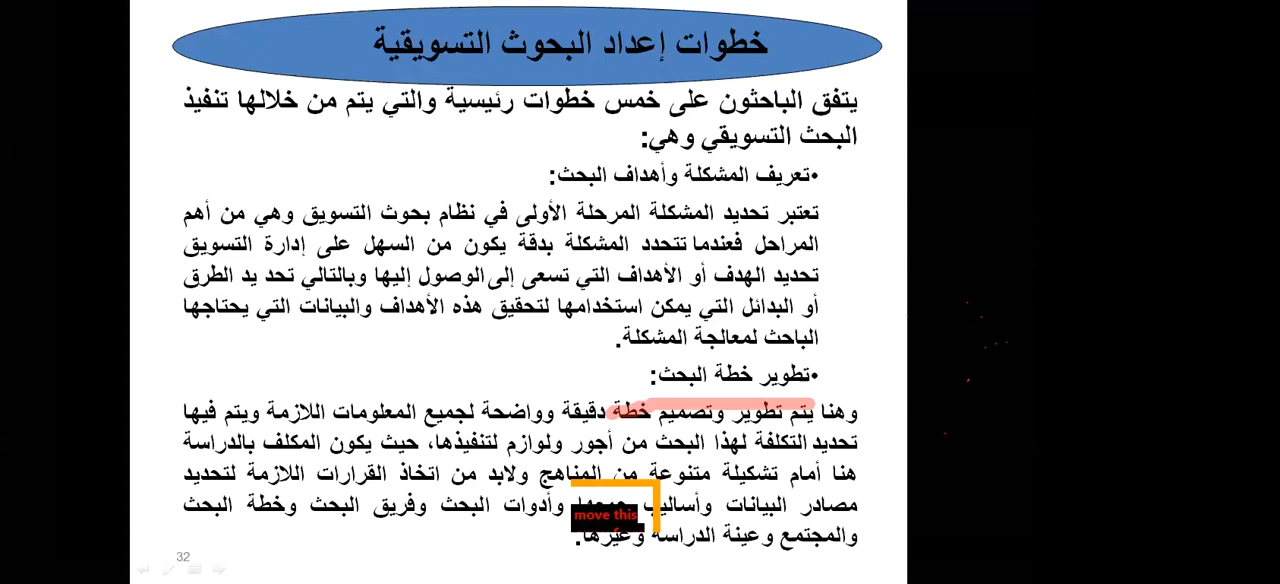 خطوات إعداد البحوث التسويقية
يتفق الباحثون على خمس خطوات رئيسية والتي يتم من خلالها تنفيذ
البحث التسويقي وهي:
•تعريف المشكلة وأهداف البحث:
تعتبر تحديد المشكلة المرحلة الأولى في نظام بحوث التسويق وهي من أهم
المراحل فعندما تتحدد المشكلة بدقة يكون من السهل على إدارة التسويق
تحديد الهدف أو الأهداف التي تسعى إلى الوصول إليها وبالتالي تحد يد الطرق
أو البدائل التي يمكن استخدامها لتحقيق هذه الأهداف والبيانات التي يحتاجها
الباحث لمعالجة المشكلة.
•تطوير خطة البحث:
وهنا يتم تطوير وتصميم خطة دقيقة وواضحة لجميع المعلومات اللازمة ويتم فيها
تحديد التكلفة لهذا البحث من أجور ولوازم لتنفيذها، حيث يكون المكلف بالدراسة
هنا أمام تشكيلة متنوعة من المناهج ولابد من اتخاذ القرارات اللازمة لتحديد
مصادر البيانات وأساليب وأدوات البحث وفريق البحث وخطة البحث
move this
والمجتمع وعينة الدراسة وغيرها.
32